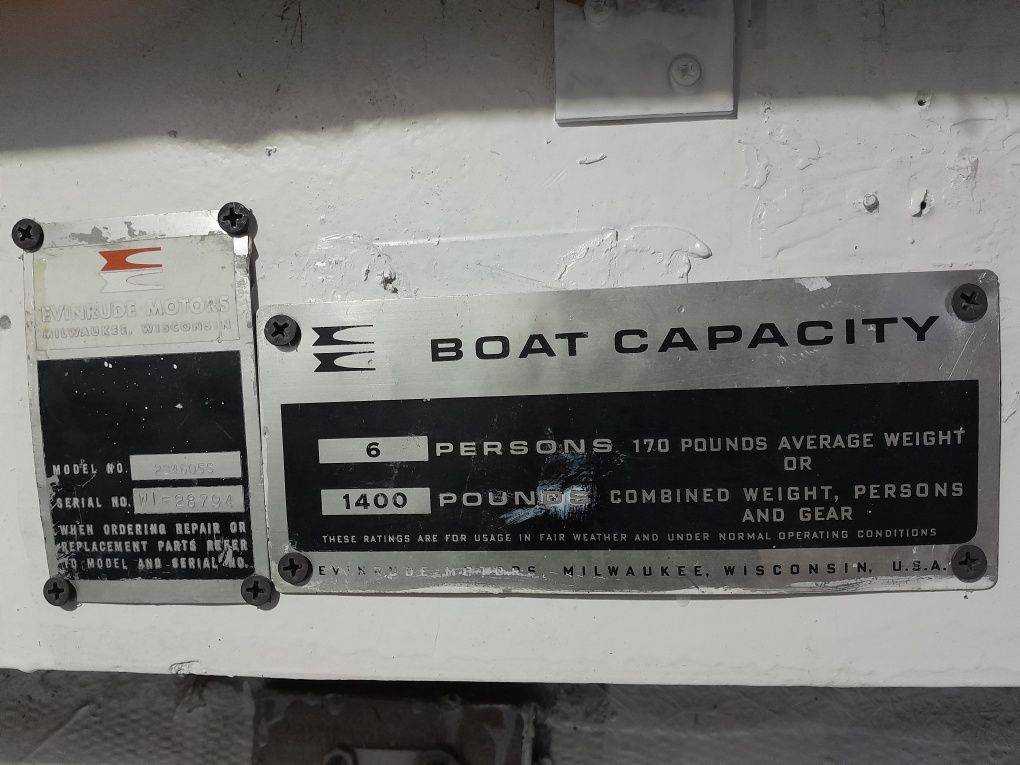 EVINRUDE MOTORS
MILWAUKEE, WISCONSIN
MODEL NO.
SERIAL NO. WI-28794
WHEN ORDERING REPAIR OR
REPLACEMENT PARTS REFER
TO MODEL AND SERIAL NO.
BOAT CAPACITY
6 PERSONS 170 POUNDS AVERAGE WEIGHT
OR
1400 POUNDS COMBINED WEIGHT, PERSONS
AND GEAR
THESE RATINGS ARE FOR USAGE IN FAIR WEATHER AND UNDER NORMAL OPERATING CONDITIONS
EVINRUDE MOTORS, MILWAUKEE, WISCONSIN, U.S.A.